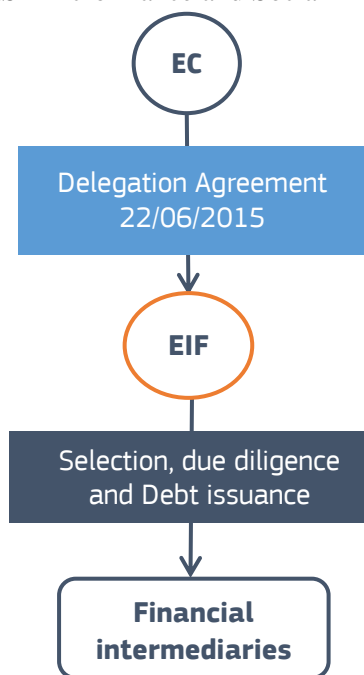 EC
Delegation Agreement
22/06/2015
EIF
Selection, due diligence
and Debt issuance
Financial
intermediaries